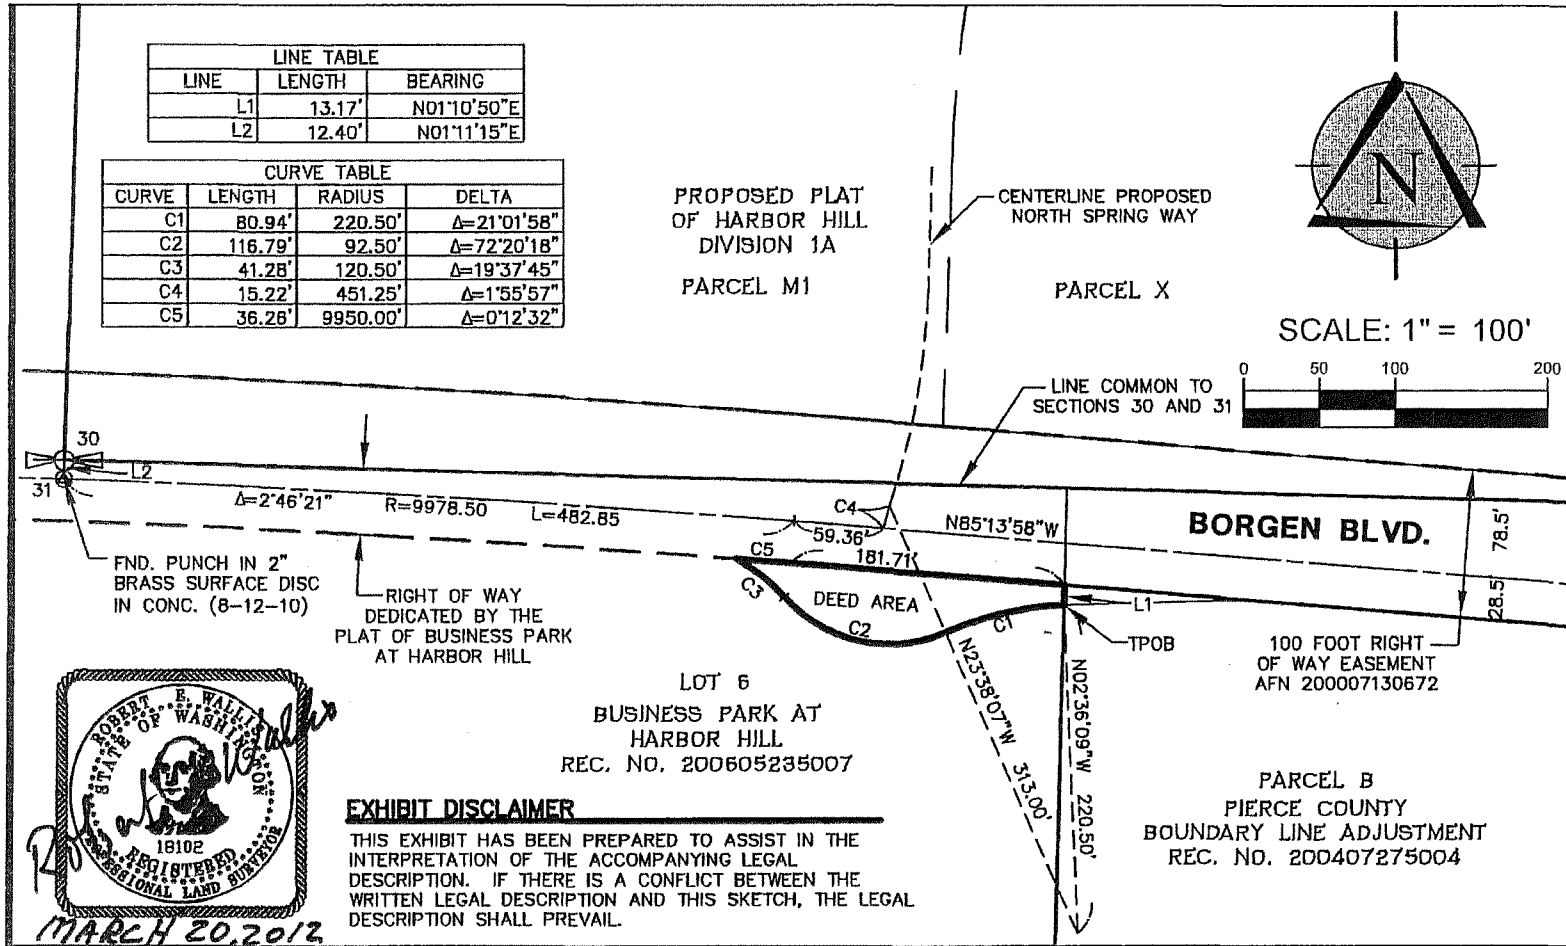 LINE TABLE
LINE LENGTH BEARING
L1 13.17' N01°10'50"E
L2 12.40' N01°11'15"E
CURVE TABLE
CURVE LENGTH RADIUS DELTA
C1 80.94' 220.50' Δ=21°01'58"
C2 116.79' 92.50' Δ=72°20'18"
C3 41.28' 120.50' Δ=19°37'45"
C4 15.22' 451.25' Δ=1°55'57"
C5 36.26' 9950.00' Δ=0°12'32"
PROPOSED PLAT
OF HARBOR HILL
DIVISION 1A
PARCEL M1
CENTERLINE PROPOSED
NORTH SPRING WAY
PARCEL X
N
SCALE: 1" = 100'
0 50 100 200
LINE COMMON TO
SECTIONS 30 AND 31
30
31
L2
Δ=2°46'21" R=9978.50 L=482.85
C4
59.36'
N85°13'58"W
BORGEN BLVD.
78.5'
28.5'
C5
181.71'
C3
DEED AREA
C2
C1
L1
TPOB
FND. PUNCH IN 2"
BRASS SURFACE DISC
IN CONC. (8-12-10)
RIGHT OF WAY
DEDICATED BY THE
PLAT OF BUSINESS PARK
AT HARBOR HILL
100 FOOT RIGHT
OF WAY EASEMENT
AFN 200007130672
N23°38'07"W 313.00'
N02°36'09"W 220.50'
LOT 6
BUSINESS PARK AT
HARBOR HILL
REC. NO. 200605235007
PARCEL B
PIERCE COUNTY
BOUNDARY LINE ADJUSTMENT
REC. NO. 200407275004
ROBERT E. WALLIS
STATE OF WASHINGTON
18102
REGISTERED
PROFESSIONAL LAND SURVEYOR
MARCH 20, 2012
EXHIBIT DISCLAIMER
THIS EXHIBIT HAS BEEN PREPARED TO ASSIST IN THE
INTERPRETATION OF THE ACCOMPANYING LEGAL
DESCRIPTION. IF THERE IS A CONFLICT BETWEEN THE
WRITTEN LEGAL DESCRIPTION AND THIS SKETCH, THE LEGAL
DESCRIPTION SHALL PREVAIL.